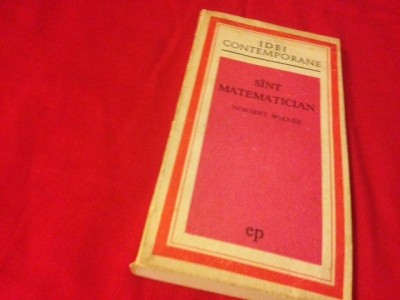 IDEI
CONTEMPORANE
SÎNT
MATEMATICIAN
NORBERT WIENER
ep